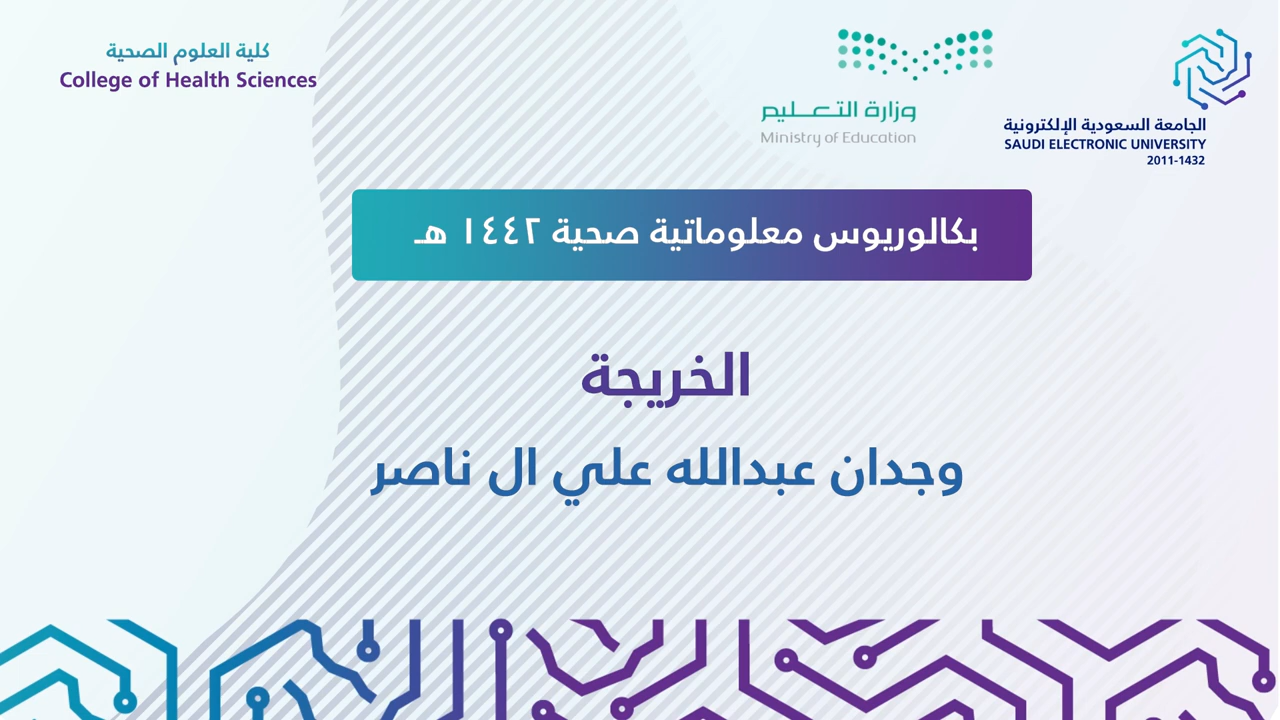 كلية العلوم الصحية
College of Health Sciences
وزارة التعـــليم
Ministry of Education
الجامعة السعودية الإلكترونية
SAUDI ELECTRONIC UNIVERSITY
2011-1432
بكالوريوس معلوماتية صحية ١٤٤٢ هـ
الخريجة
وجدان عبدالله علي ال ناصر